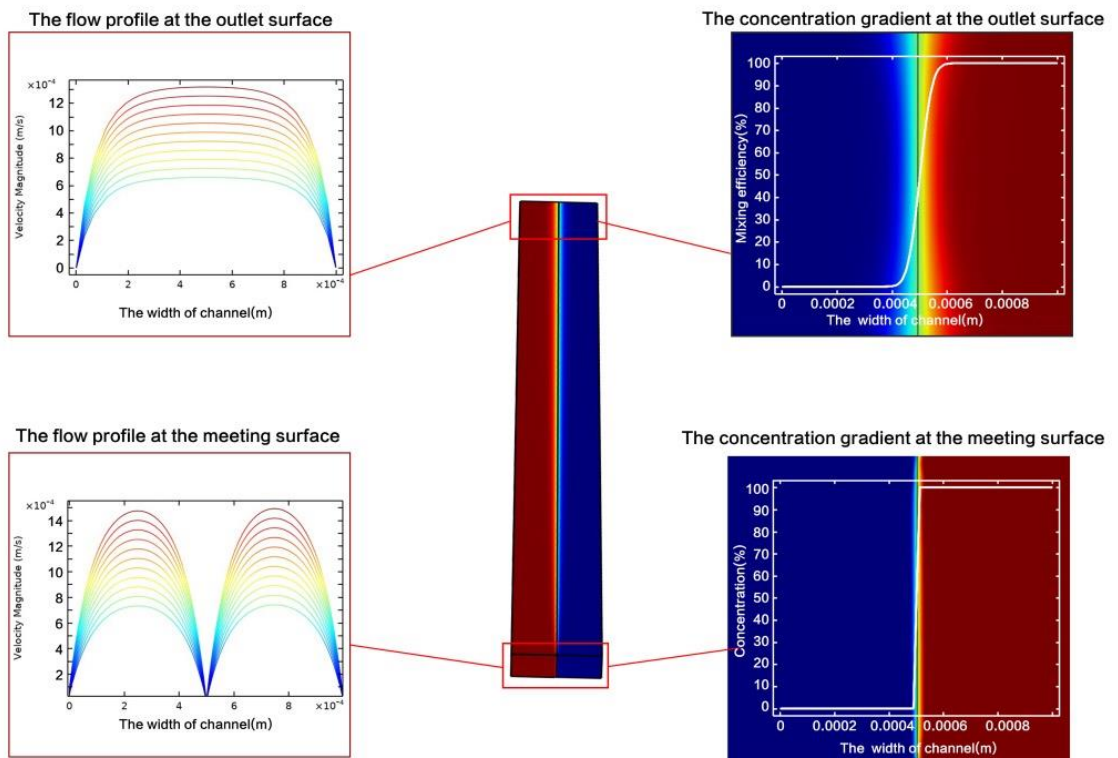 The flow profile at the outlet surface
×10⁻⁴
12
10
8
6
4
2
0
Velocity Magnitude (m/s)
0 2 4 6 8 ×10⁻⁴
The width of channel(m)
The concentration gradient at the outlet surface
100
90
80
70
60
50
40
30
20
10
0
Mixing efficiency(%)
0 0.0002 0.0004 0.0006 0.0008
The width of channel(m)
The flow profile at the meeting surface
×10⁻⁴
14
12
10
8
6
4
2
Velocity Magnitude (m/s)
0 2 4 6 8 ×10⁻⁴
The width of channel(m)
The concentration gradient at the meeting surface
100
90
80
70
60
50
40
30
20
10
0
Concentration(%)
0 0.0002 0.0004 0.0006 0.0008
The width of channel(m)